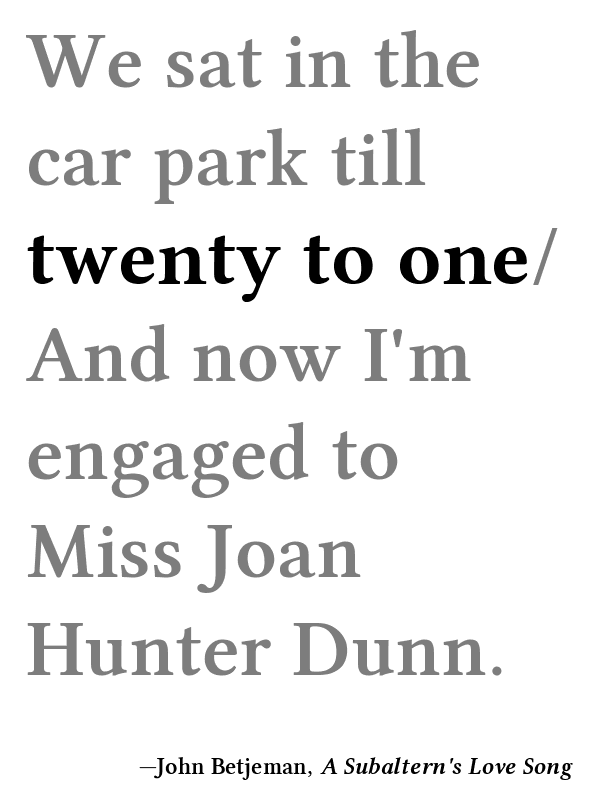 We sat in the
car park till
twenty to one/
And now I'm
engaged to
Miss Joan
Hunter Dunn.
—John Betjeman, A Subaltern's Love Song